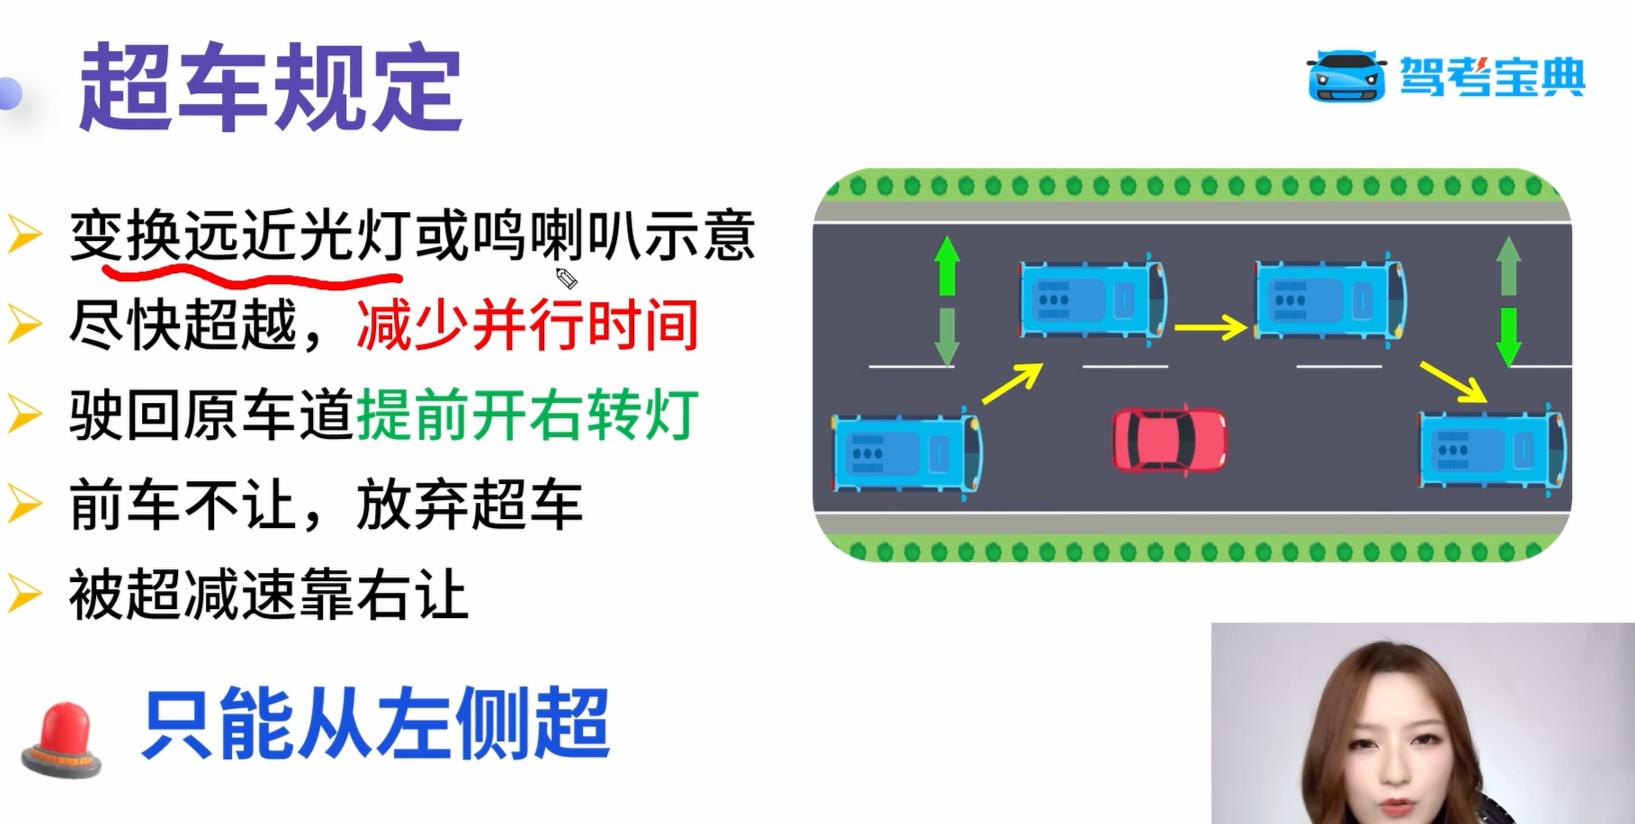 超车规定
驾考宝典
变换远近光灯或鸣喇叭示意
尽快超越，减少并行时间
驶回原车道提前开右转灯
前车不让，放弃超车
被超减速靠右让
只能从左侧超